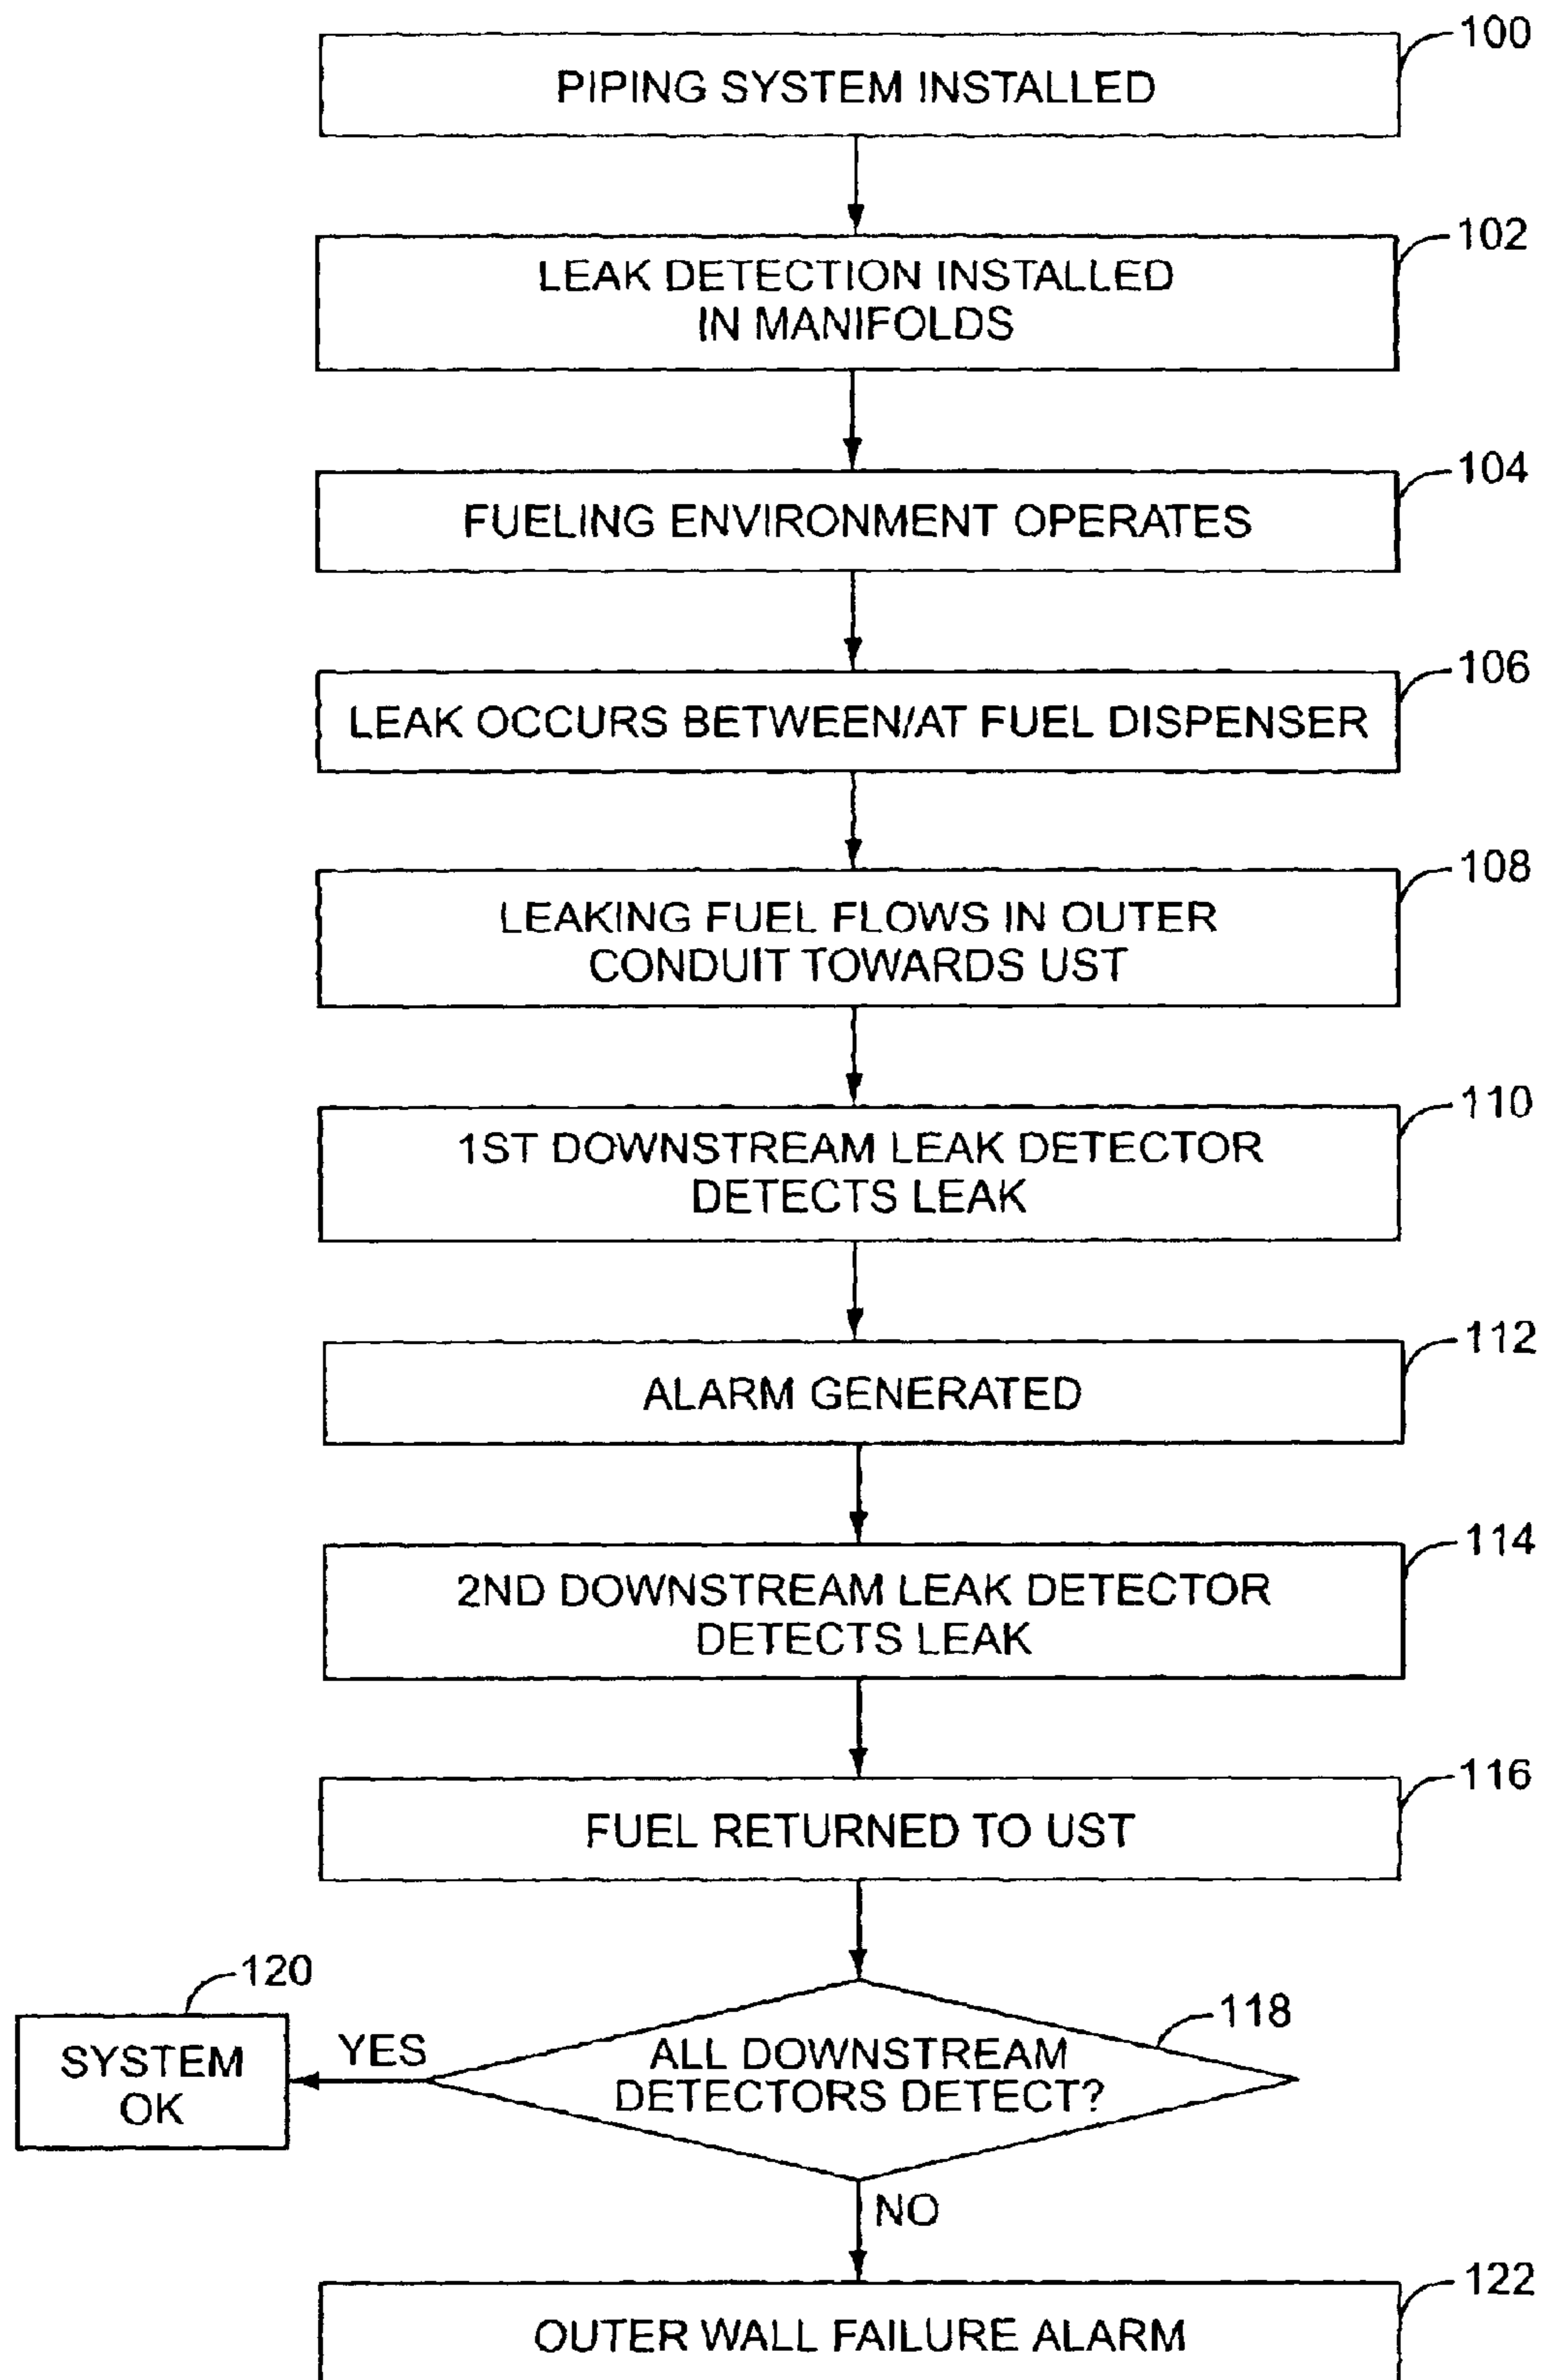 100
PIPING SYSTEM INSTALLED
102
LEAK DETECTION INSTALLED
IN MANIFOLDS
104
FUELING ENVIRONMENT OPERATES
106
LEAK OCCURS BETWEEN/AT FUEL DISPENSER
108
LEAKING FUEL FLOWS IN OUTER
CONDUIT TOWARDS UST
110
1ST DOWNSTREAM LEAK DETECTOR
DETECTS LEAK
112
ALARM GENERATED
114
2ND DOWNSTREAM LEAK DETECTOR
DETECTS LEAK
116
FUEL RETURNED TO UST
120
SYSTEM
OK
YES
118
ALL DOWNSTREAM
DETECTORS DETECT?
NO
122
OUTER WALL FAILURE ALARM